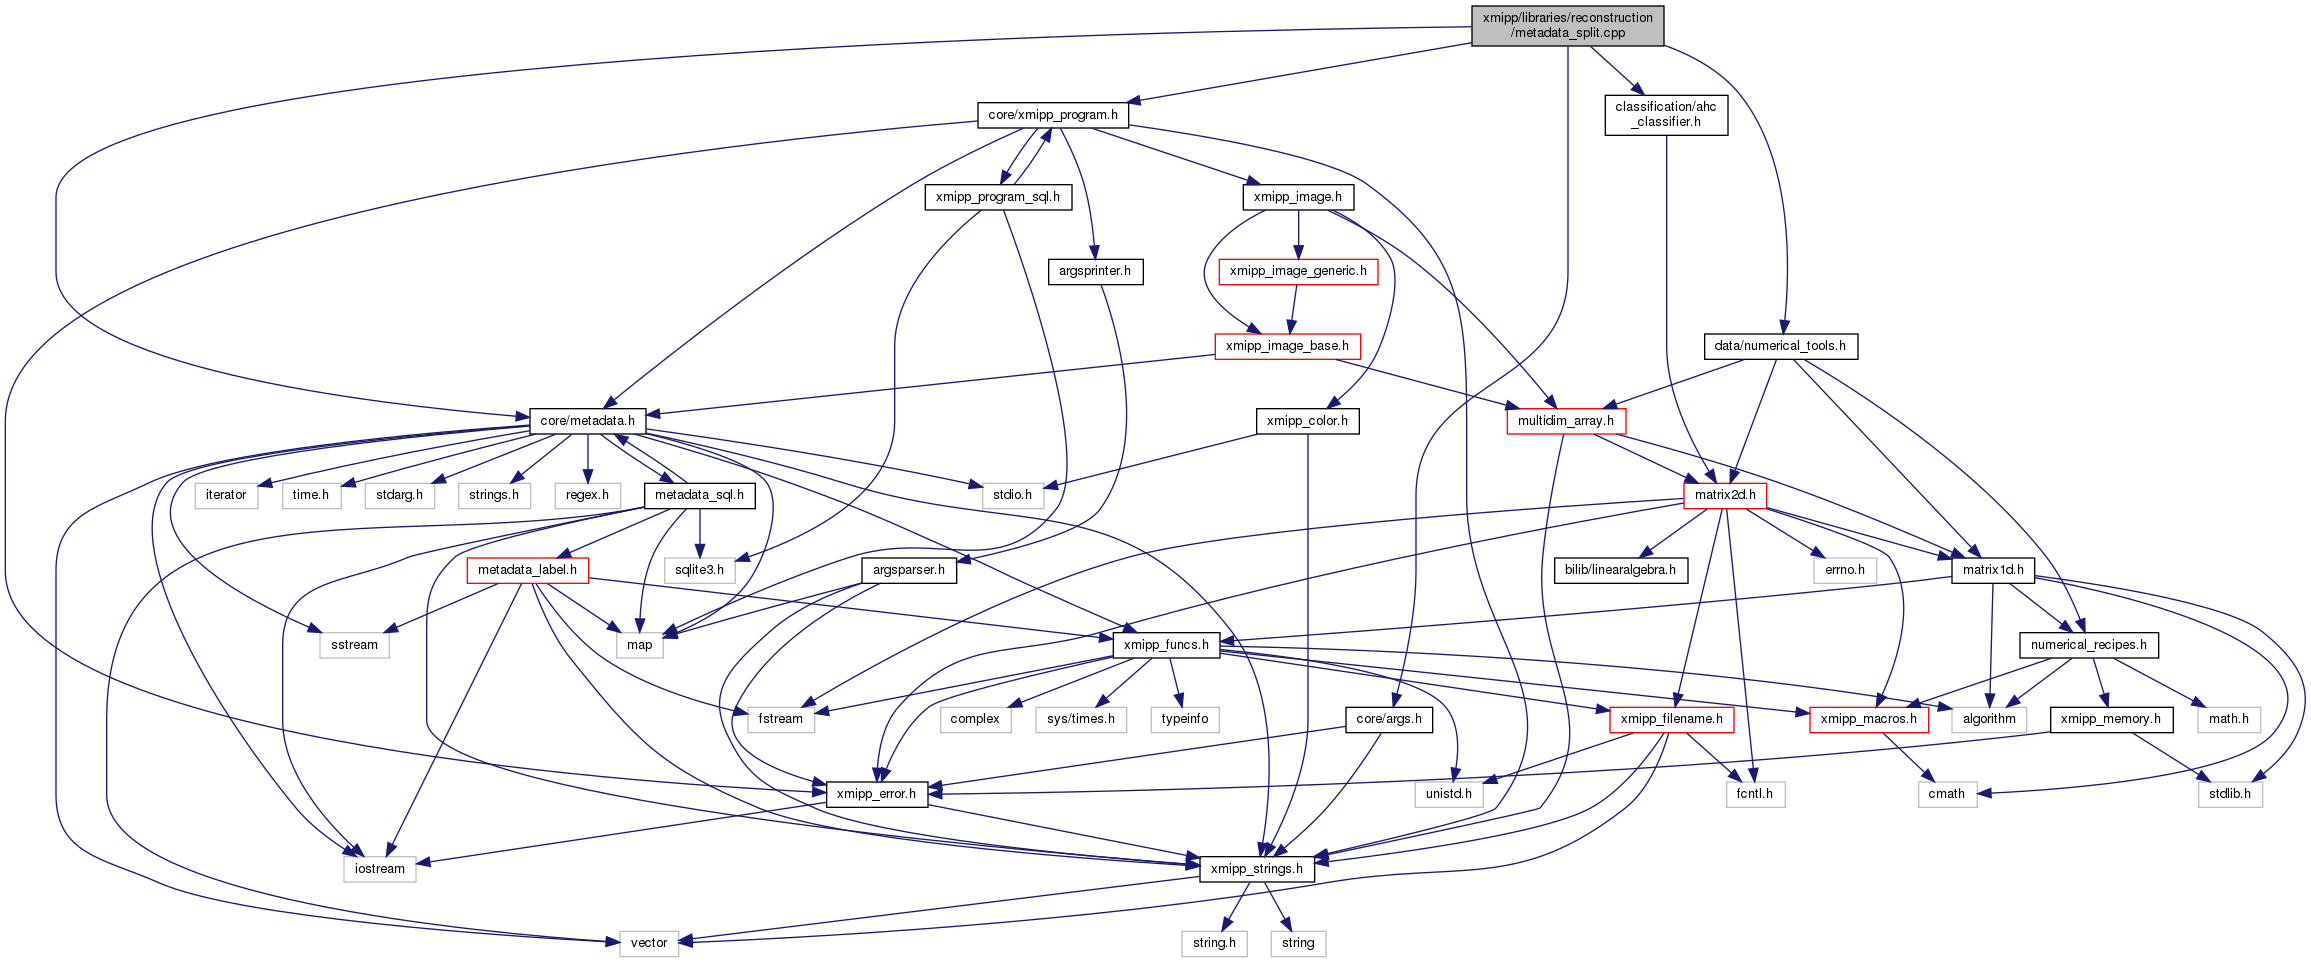 xmipp/libraries/reconstruction
/metadata_split.cpp
core/xmipp_program.h
classification/ahc
_classifier.h
xmipp_program_sql.h
xmipp_image.h
argsprinter.h
xmipp_image_generic.h
xmipp_image_base.h
data/numerical_tools.h
core/metadata.h
xmipp_color.h
multidim_array.h
iterator
time.h
stdarg.h
strings.h
regex.h
metadata_sql.h
stdio.h
matrix2d.h
metadata_label.h
sqlite3.h
argsparser.h
bilib/linearalgebra.h
errno.h
matrix1d.h
sstream
map
xmipp_funcs.h
numerical_recipes.h
fstream
complex
sys/times.h
typeinfo
core/args.h
xmipp_filename.h
xmipp_macros.h
algorithm
xmipp_memory.h
math.h
xmipp_error.h
unistd.h
fcntl.h
cmath
stdlib.h
iostream
xmipp_strings.h
vector
string.h
string